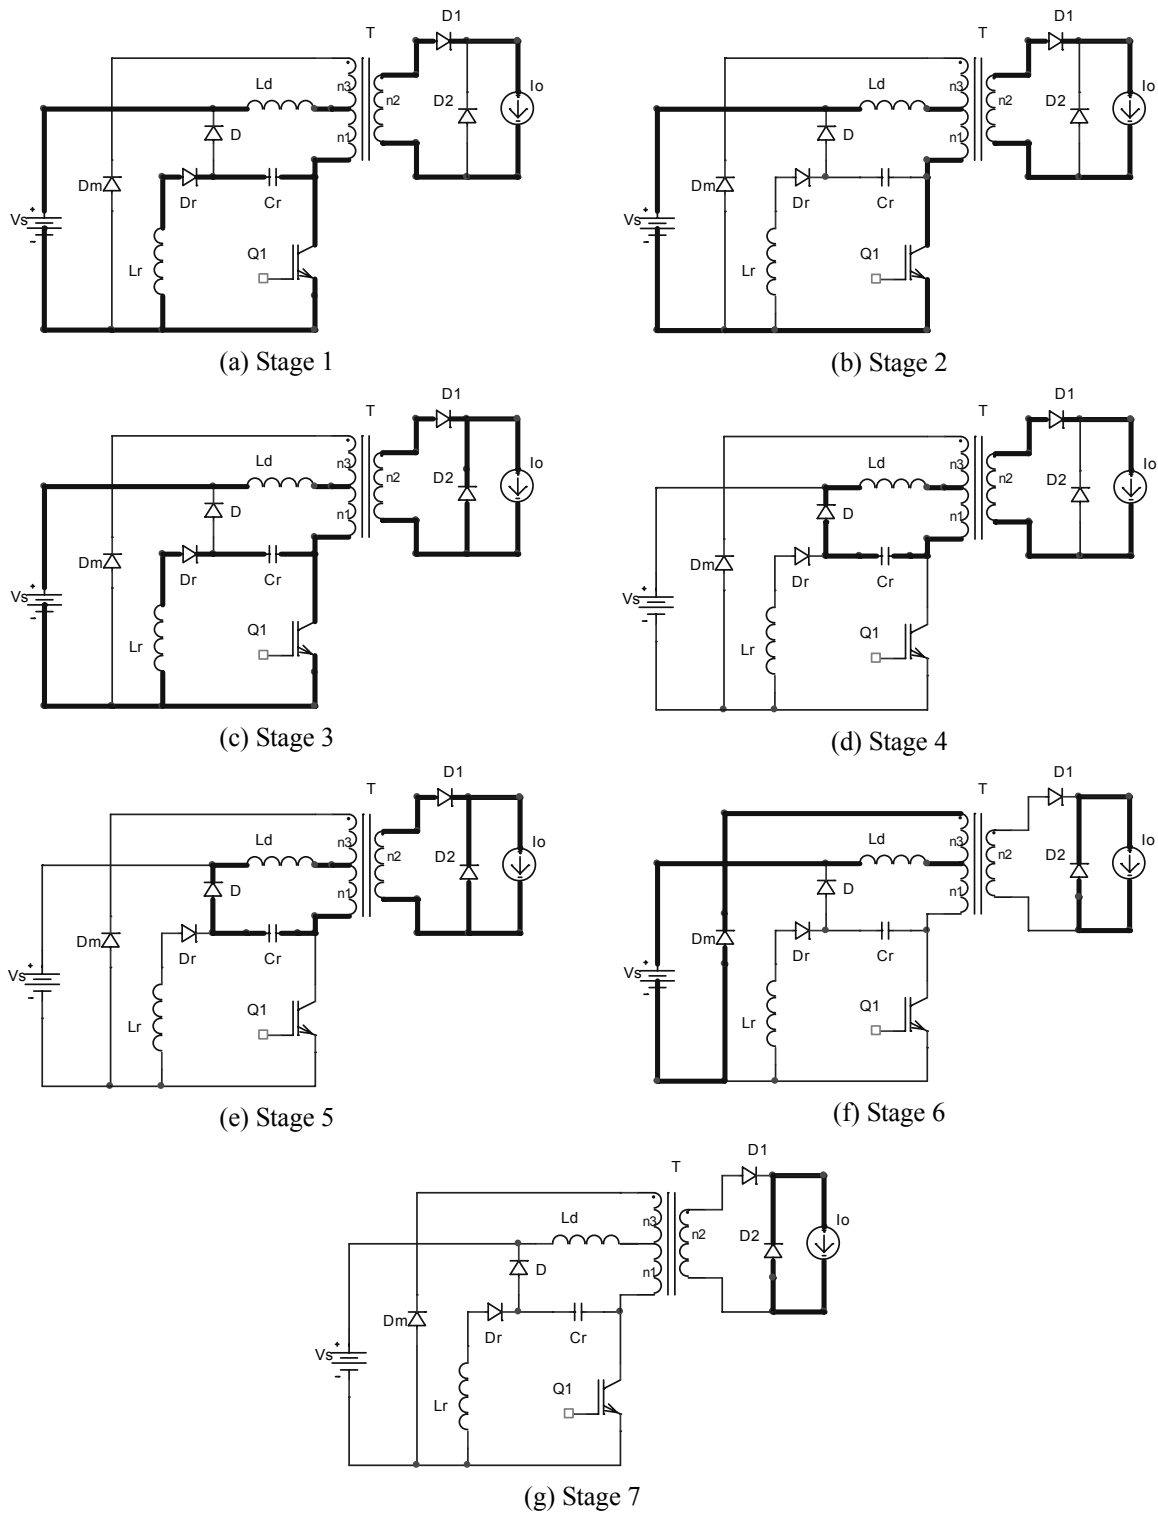 D1
T
Io
Ld
n3
n2
D2
D
n1
Dm
Dr
Cr
Vs
+
-
Q1
Lr
(a) Stage 1
D1
T
Io
Ld
n3
n2
D2
D
n1
Dm
Dr
Cr
Vs
+
-
Q1
Lr
(b) Stage 2
D1
T
Io
Ld
n3
n2
D2
D
n1
Dm
Dr
Cr
Vs
+
-
Q1
Lr
(c) Stage 3
D1
T
Io
Ld
n3
n2
D2
D
n1
Dm
Dr
Cr
Vs
+
-
Q1
Lr
(d) Stage 4
D1
T
Io
Ld
n3
n2
D2
D
n1
Dm
Dr
Cr
Vs
+
-
Q1
Lr
(e) Stage 5
D1
T
Io
Ld
n3
n2
D2
D
n1
Dm
Dr
Cr
Vs
+
-
Q1
Lr
(f) Stage 6
D1
T
Io
Ld
n3
n2
D2
D
n1
Dm
Dr
Cr
Vs
+
-
Q1
Lr
(g) Stage 7